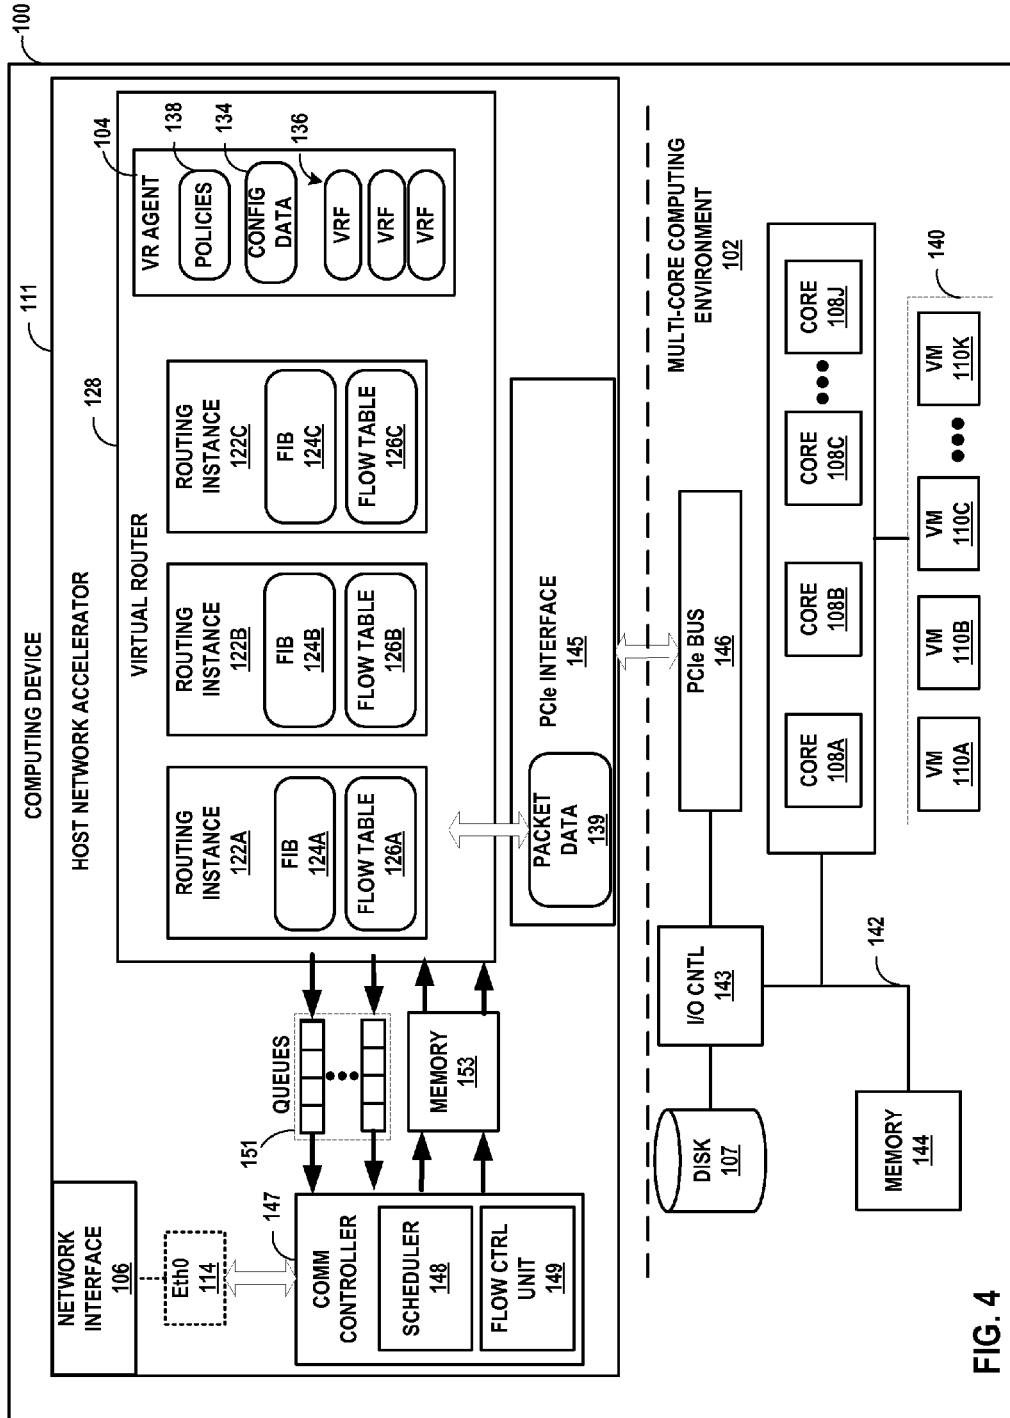 100
COMPUTING DEVICE
111
HOST NETWORK ACCELERATOR
128
VIRTUAL ROUTER
NETWORK
INTERFACE
106
Eth0
114
147
COMM
CONTROLLER
SCHEDULER
148
FLOW CTRL
UNIT
149
151
QUEUES
MEMORY
153
ROUTING
INSTANCE
122A
FIB
124A
FLOW TABLE
126A
ROUTING
INSTANCE
122B
FIB
124B
FLOW TABLE
126B
ROUTING
INSTANCE
122C
FIB
124C
FLOW TABLE
126C
104
VR AGENT
138
POLICIES
134
CONFIG
DATA
136
VRF
VRF
VRF
PACKET
DATA
139
PCIe INTERFACE
145
MULTI-CORE COMPUTING
ENVIRONMENT
102
DISK
107
I/O CNTL
143
PCIe BUS
146
142
MEMORY
144
CORE
108A
CORE
108B
CORE
108C
CORE
108J
140
VM
110A
VM
110B
VM
110C
VM
110K
FIG. 4